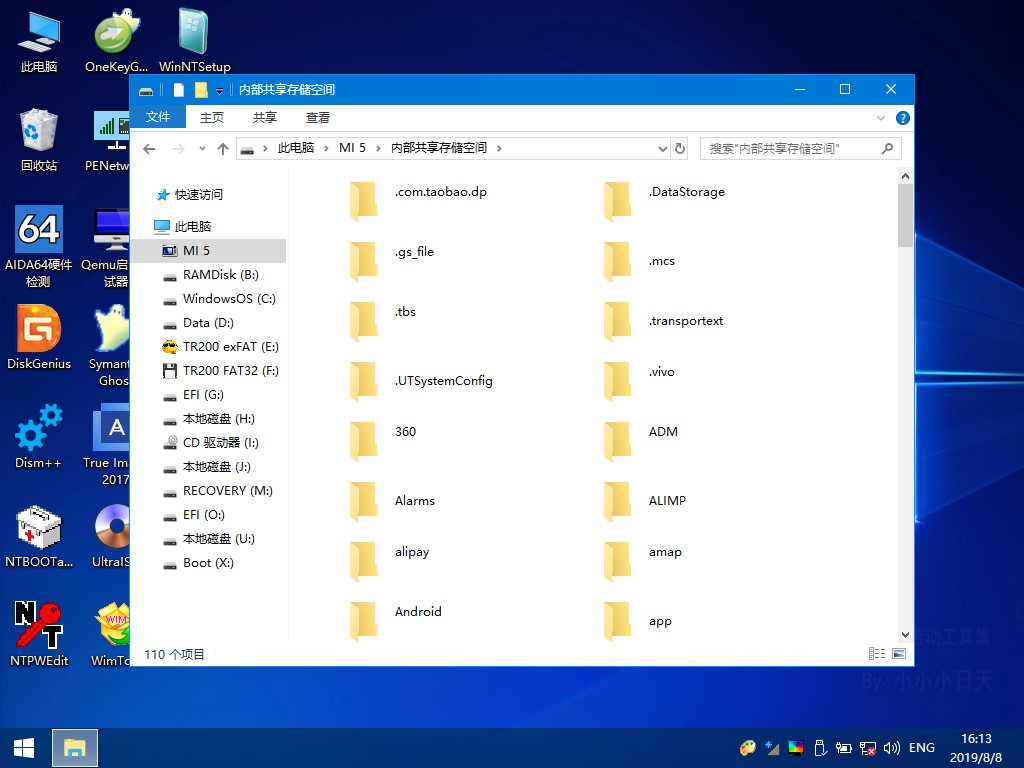 此电脑
OneKeyG...
WinNTSetup
回收站
PENetw
AIDA64硬件
检测
Qemu启
试器
DiskGenius
Symant
Ghos
Dism++
True Ima
2017
NTBOOTa...
UltraIS
NTPWEdit
WimTo
64
A
WIM
N
T
内部共享存储空间
文件
主页
共享
查看
此电脑 > MI 5 > 内部共享存储空间 >
搜索"内部共享存储空间"
快速访问
此电脑
MI 5
RAMDisk (B:)
WindowsOS (C:)
Data (D:)
TR200 exFAT (E:)
TR200 FAT32 (F:)
EFI (G:)
本地磁盘 (H:)
CD 驱动器 (I:)
本地磁盘 (J:)
RECOVERY (M:)
EFI (O:)
本地磁盘 (U:)
Boot (X:)
.com.taobao.dp
.DataStorage
.gs_file
.mcs
.tbs
.transportext
.UTSystemConfig
.vivo
360
ADM
Alarms
ALIMP
alipay
amap
Android
app
110 个项目
动工具集
By: 小小小日天
ENG
16:13
2019/8/8